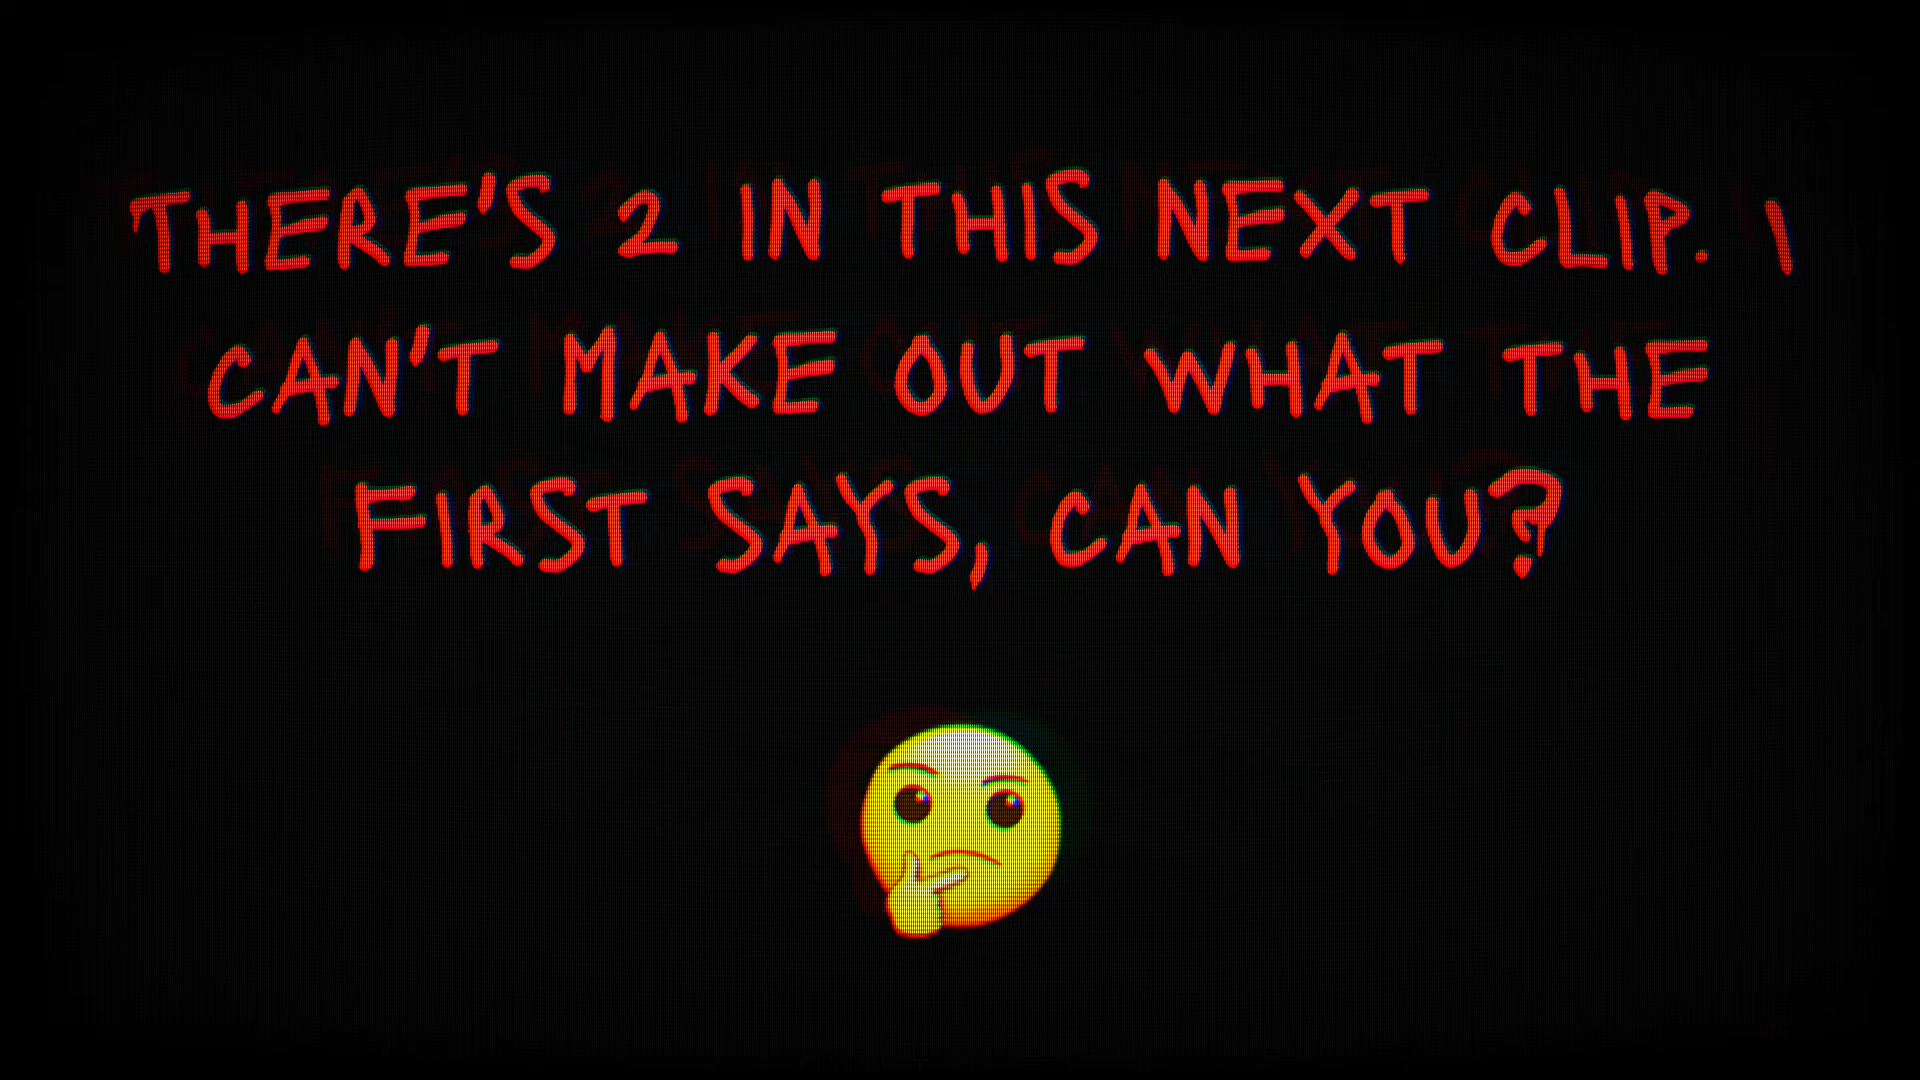 THERE'S 2 IN THIS NEXT CLIP. I
CAN'T MAKE OUT WHAT THE
FIRST SAYS, CAN YOU?